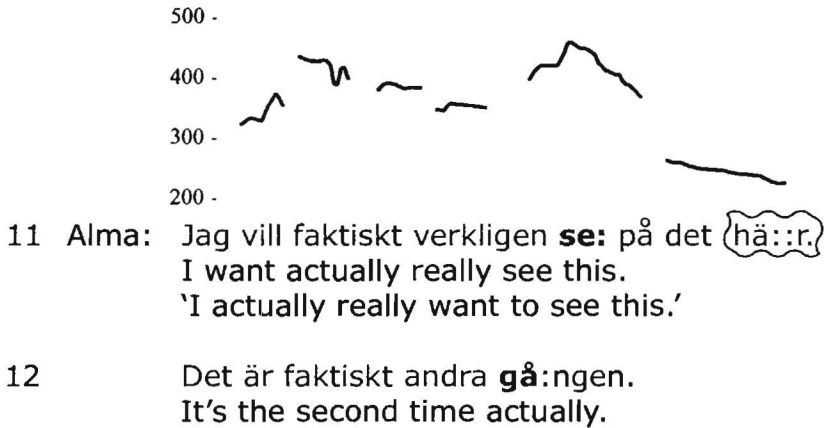 500 -
400 -
300 -
200 -
11 Alma: Jag vill faktiskt verkligen se: på det hä::r.
I want actually really see this.
‘I actually really want to see this.’
12 Det är faktiskt andra gå:ngen.
It's the second time actually.